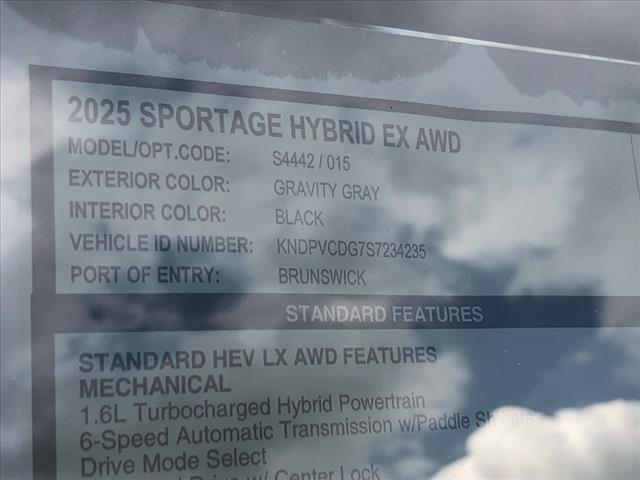 2025 SPORTAGE HYBRID EX AWD
MODEL/OPT.CODE: S4442 / 015
EXTERIOR COLOR: GRAVITY GRAY
INTERIOR COLOR: BLACK
VEHICLE ID NUMBER: KNDPVCDG7S7234235
PORT OF ENTRY: BRUNSWICK
STANDARD FEATURES
STANDARD HEV LX AWD FEATURES
MECHANICAL
1.6L Turbocharged Hybrid Powertrain
6-Speed Automatic Transmission w/Paddle Shifters
Drive Mode Select
Drive w/ Center Lock